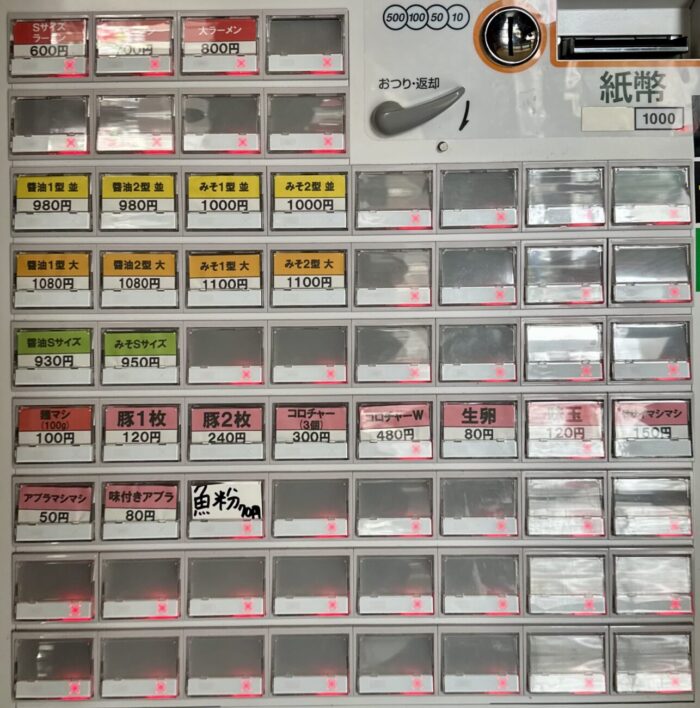 500 100 50 10
おつり・返却
紙幣
1000
Sサイズ
ラーメン
600円
700円
大ラーメン
800円
醤油1型 並
980円
醤油2型 並
980円
みそ1型 並
1000円
みそ2型 並
1000円
醤油1型 大
1080円
醤油2型 大
1080円
みそ1型 大
1100円
みそ2型 大
1100円
醤油Sサイズ
930円
みそSサイズ
950円
麺マシ
(100g)
100円
豚1枚
120円
豚2枚
240円
コロチャー
(3個)
300円
コロチャーW
480円
生卵
80円
120円
150円
アブラマシマシ
50円
味付きアブラ
80円
魚粉
70円